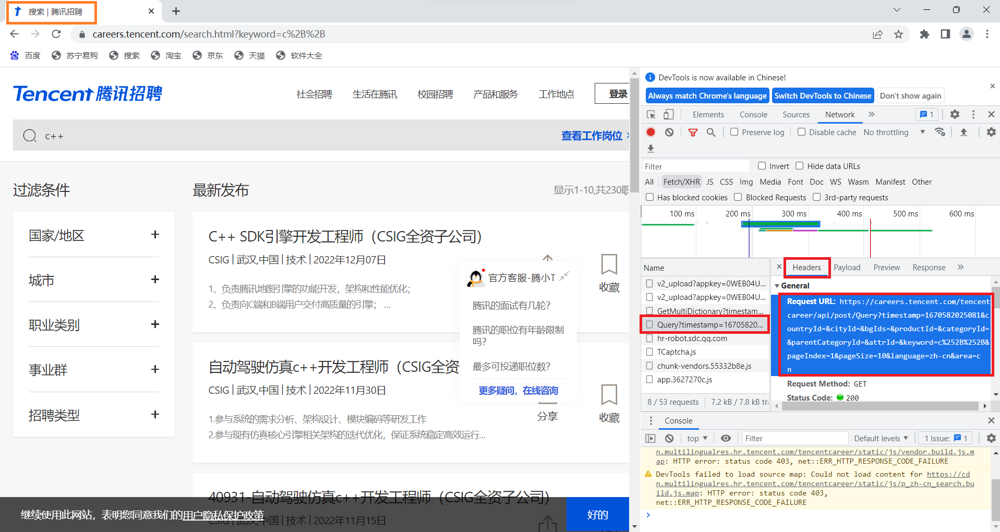 搜索 | 腾讯招聘
careers.tencent.com/search.html?keyword=c%2B%2B
百度 苏宁易购 搜索 淘宝 京东 天猫 软件大全
Tencent 腾讯招聘
社会招聘 生活在腾讯 校园招聘 产品和服务 工作地点 登录
c++
查看工作岗位
过滤条件
国家/地区 +
城市 +
职业类别 +
事业群 +
招聘类型 +
最新发布
显示1-10,共230职
C++ SDK引擎开发工程师（CSIG全资子公司）
CSIG | 武汉,中国 | 技术 | 2022年12月07日
1、负责腾讯地图引擎的功能开发，架构和性能优化；
2、负责向C端和B端用户交付高质量的引擎； ...
收藏
官方客服-腾小T
腾讯的面试有几轮?
腾讯的职位有年龄限制
吗?
最多可投递职位数?
更多疑问，在线咨询
自动驾驶仿真c++开发工程师（CSIG全资
CSIG | 武汉,中国 | 技术 | 2022年11月30日
1.参与系统的需求分析、架构设计、模块编码等研发工作
2.参与现有仿真核心引擎相关架构的迭代优化，保证系统稳定高效运行...
分享
收藏
40931-自动驾驶仿真c++开发工程师（CSIG全资子公司）
CSIG | 武汉,中国 | 技术 | 2022年11月15日
继续使用此网站，表明您同意我们的用户隐私保护政策
好的
DevTools is now available in Chinese!
Always match Chrome's language Switch DevTools to Chinese Don't show again
Elements Console Sources Network » 1
Preserve log Disable cache No throttling
Filter Invert Hide data URLs
All Fetch/XHR JS CSS Img Media Font Doc WS Wasm Manifest Other
Has blocked cookies Blocked Requests 3rd-party requests
100 ms 200 ms 300 ms 400 ms 500 ms 600 ms
Name
v2_upload?appkey=0WEB04U...
v2_upload?appkey=0WEB04U...
GetMultiDictionary?timestam...
Query?timestamp=16705820...
hr-robot.sdc.qq.com
TCaptcha.js
chunk-vendors.55332b8e.js
app.3627270c.js
8 / 53 requests 7.2 kB / 7.8 kB tra
Headers Payload Preview Response »
General
Request URL: https://careers.tencent.com/tencent
career/api/post/Query?timestamp=1670582025081&c
ountryId=&cityId=&bgIds=&productId=&categoryId=
&parentCategoryId=&attrId=&keyword=c%252B%252B&
pageIndex=1&pageSize=10&language=zh-cn&area=c
n
Request Method: GET
Status Code: 200
Console
top Filter Default levels 1 Issue: 1
n.multilingualres.hr.tencent.com/tencentcareer/static/js/vendor.build.js.m
ap: HTTP error: status code 403, net::ERR_HTTP_RESPONSE_CODE_FAILURE
DevTools failed to load source map: Could not load content for https://cd
n.multilingualres.hr.tencent.com/tencentcareer/static/js/p_zh-cn_search.bu
ild.js.map: HTTP error: status code 403,
net::ERR_HTTP_RESPONSE_CODE_FAILURE